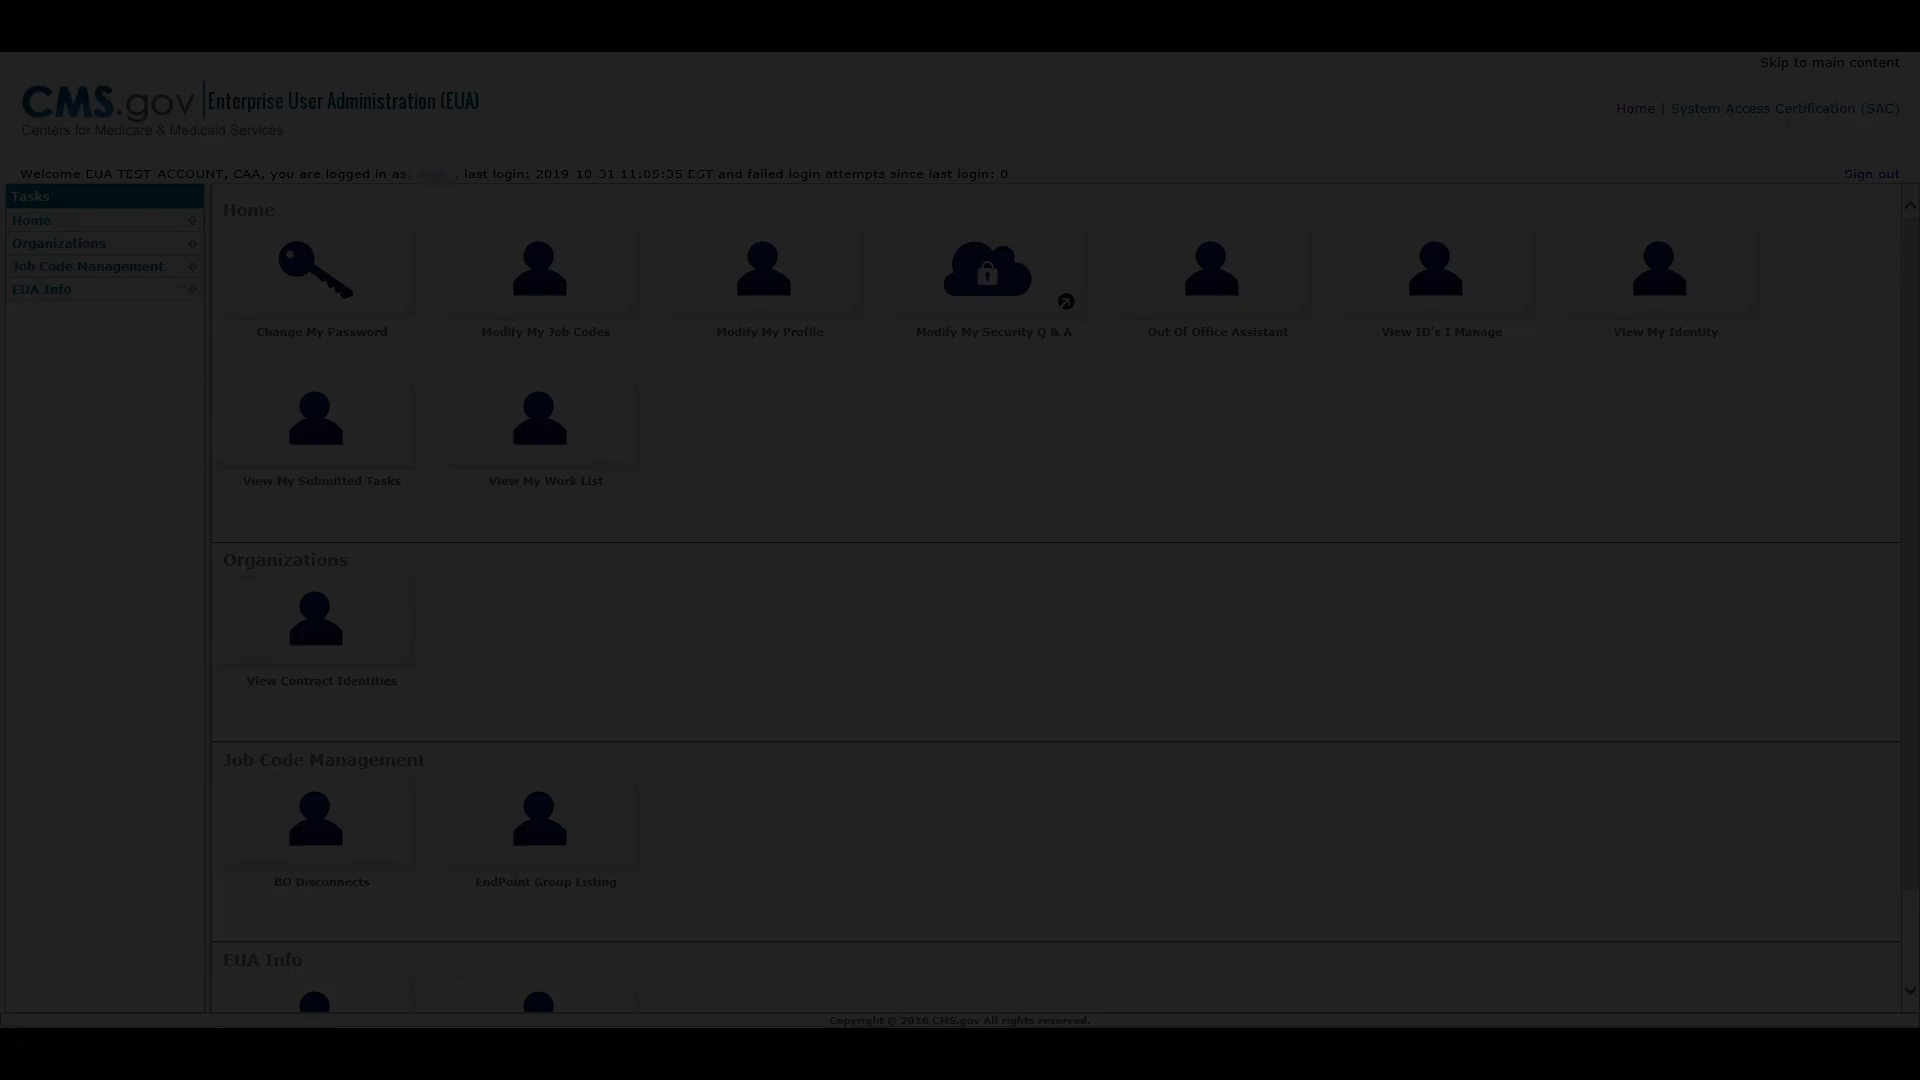 Skip to main content
CMS.gov Enterprise User Administration (EUA)
Centers for Medicare & Medicaid Services
Home | System Access Certification (SAC)
Welcome EUA TEST ACCOUNT, CAA, you are logged in as: , last login: 2019 10 31 11:05:35 EST and failed login attempts since last login: 0
Sign out
Tasks
Home
Organizations
Job Code Management
EUA Info
Home
Change My Password
Modify My Job Codes
Modify My Profile
Modify My Security Q & A
Out Of Office Assistant
View ID's I Manage
View My Identity
View My Submitted Tasks
View My Work List
Organizations
View Contract Identities
Job Code Management
BO Disconnects
EndPoint Group Listing
EUA Info
Copyright © 2016 CMS.gov All rights reserved.